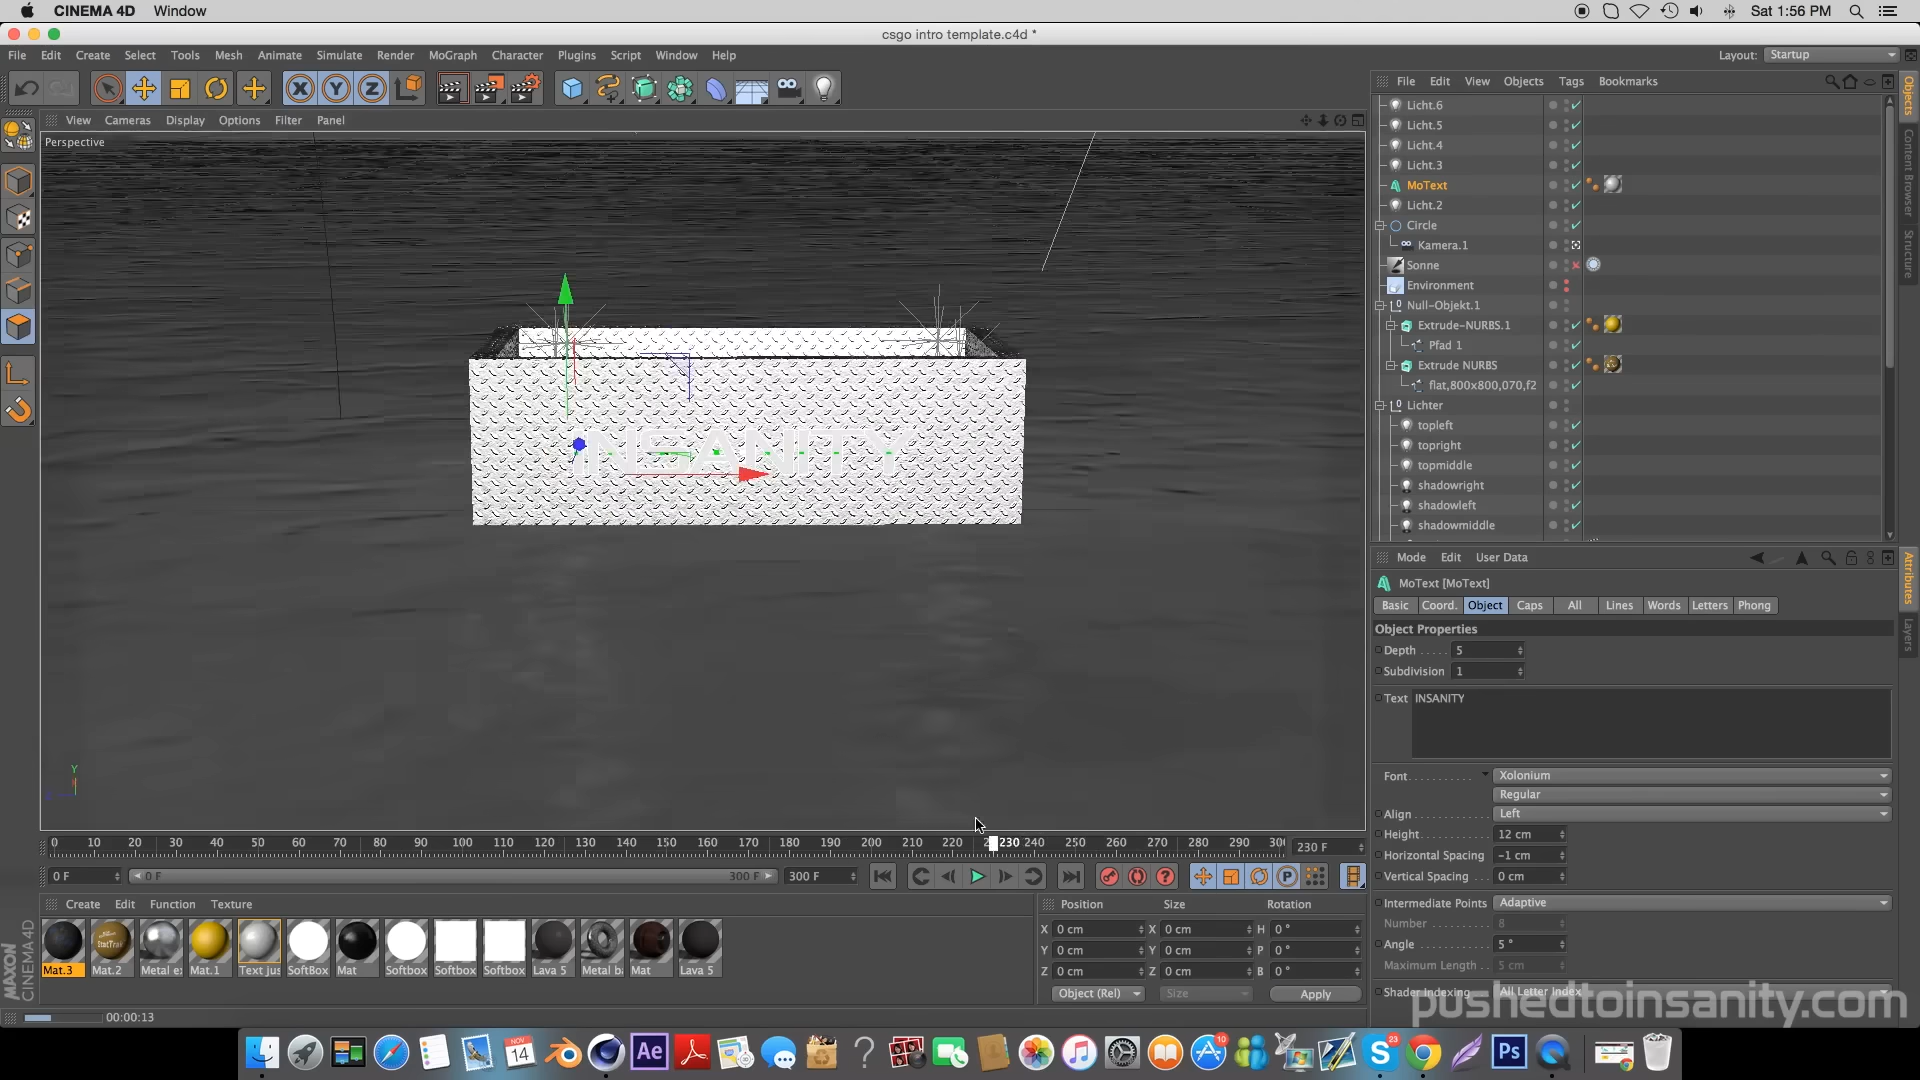 CINEMA 4D Window
Sat 1:56 PM
csgo intro template.c4d *
File Edit Create Select Tools Mesh Animate Simulate Render MoGraph Character Plugins Script Window Help
Layout: Startup
X Y Z
File Edit View Objects Tags Bookmarks
View Cameras Display Options Filter Panel
Perspective
INSANITY
Y
Licht.6
Licht.5
Licht.4
Licht.3
MoText
Licht.2
Circle
Kamera.1
Sonne
Environment
Null-Objekt.1
Extrude-NURBS.1
Pfad 1
Extrude NURBS
flat,800x800,070,f2
Lichter
topleft
topright
topmiddle
shadowright
shadowleft
shadowmiddle
Objects
Content Browser
Structure
Mode Edit User Data
MoText [MoText]
Basic Coord. Object Caps All Lines Words Letters Phong
Object Properties
Depth 5
Subdivision 1
Text INSANITY
Font Xolonium
Regular
Align Left
Height 12 cm
Horizontal Spacing -1 cm
Vertical Spacing 0 cm
Intermediate Points Adaptive
Number 8
Angle 5 °
Maximum Length 5 cm
Shader Indexing All Letter Index
Attributes
Layers
0 10 20 30 40 50 60 70 80 90 100 110 120 130 140 150 160 170 180 190 200 210 220 230 240 250 260 270 280 290 230 F
0 F 0 F 300 F 300 F
Create Edit Function Texture
Mat.3 Mat.2 Metal e Mat.1 Text jus SoftBox Mat Softbox Softbox Softbox Lava 5 Metal b Mat Lava 5
StatTrak
Position Size Rotation
X 0 cm X 0 cm H 0 °
Y 0 cm Y 0 cm P 0 °
Z 0 cm Z 0 cm B 0 °
Object (Rel) Size Apply
MAXON
CINEMA 4D
00:00:13
pushedtoinsanity.com
NOV
14
Ae
10
23
Ps